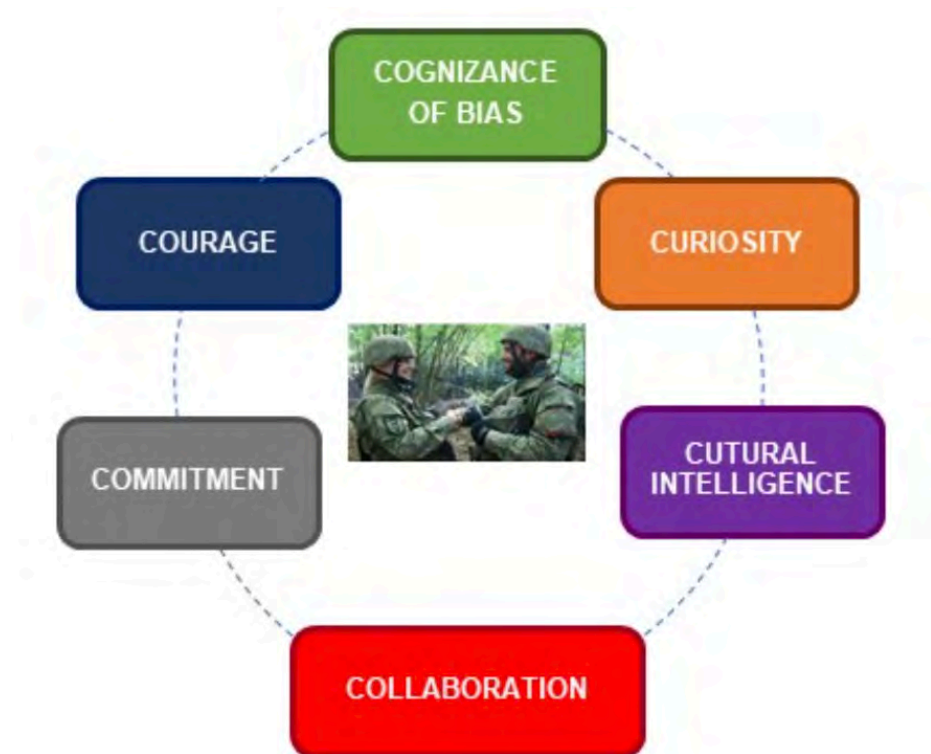 COGNIZANCE
OF BIAS
COURAGE
CURIOSITY
COMMITMENT
CUTURAL
INTELLIGENCE
COLLABORATION